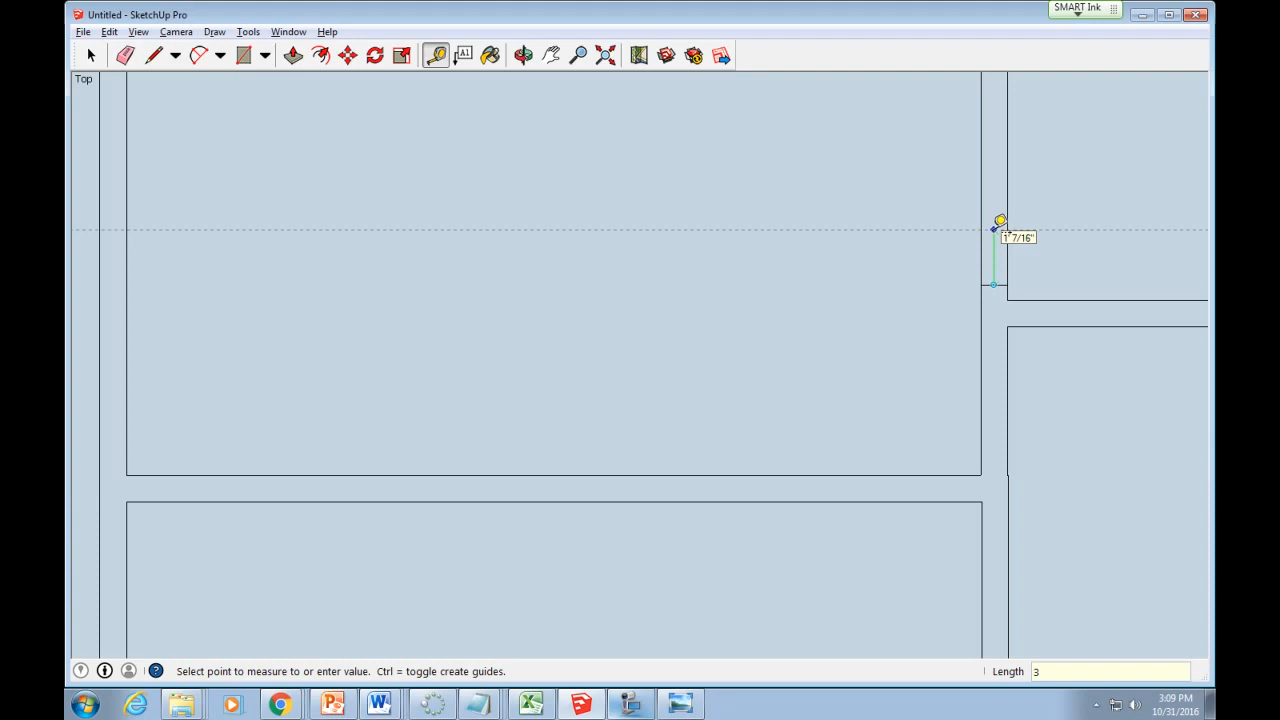 SMART Ink
Untitled - SketchUp Pro
File Edit View Camera Draw Tools Window Help
A1
Top
1' 7/16"
Select point to measure to or enter value. Ctrl = toggle create guides.
Length 3
3:09 PM
10/31/2016